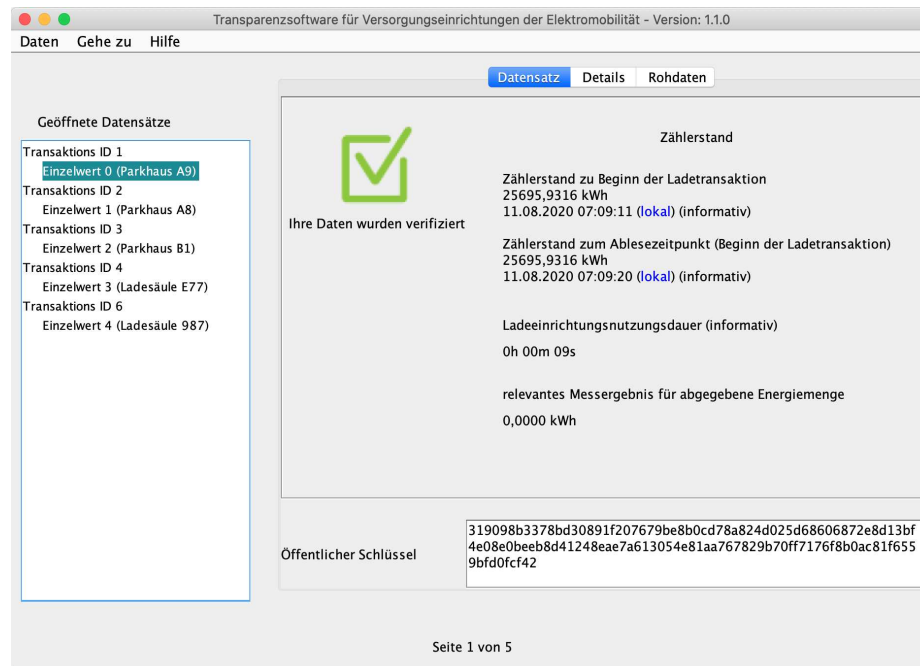 Transparenzsoftware für Versorgungseinrichtungen der Elektromobilität - Version: 1.1.0
Daten Gehe zu Hilfe
Datensatz Details Rohdaten
Geöffnete Datensätze
Transaktions ID 1
Einzelwert 0 (Parkhaus A9)
Transaktions ID 2
Einzelwert 1 (Parkhaus A8)
Transaktions ID 3
Einzelwert 2 (Parkhaus B1)
Transaktions ID 4
Einzelwert 3 (Ladesäule E77)
Transaktions ID 6
Einzelwert 4 (Ladesäule 987)
Ihre Daten wurden verifiziert
Zählerstand
Zählerstand zu Beginn der Ladetransaktion
25695,9316 kWh
11.08.2020 07:09:11 (lokal) (informativ)
Zählerstand zum Ablesezeitpunkt (Beginn der Ladetransaktion)
25695,9316 kWh
11.08.2020 07:09:20 (lokal) (informativ)
Ladeeinrichtungsnutzungsdauer (informativ)
0h 00m 09s
relevantes Messergebnis für abgegebene Energiemenge
0,0000 kWh
Öffentlicher Schlüssel
319098b3378bd30891f207679be8b0cd78a824d025d68606872e8d13bf
4e08e0beeb8d41248eae7a613054e81aa767829b70ff7176f8b0ac81f655
9bfd0fcf42
Seite 1 von 5